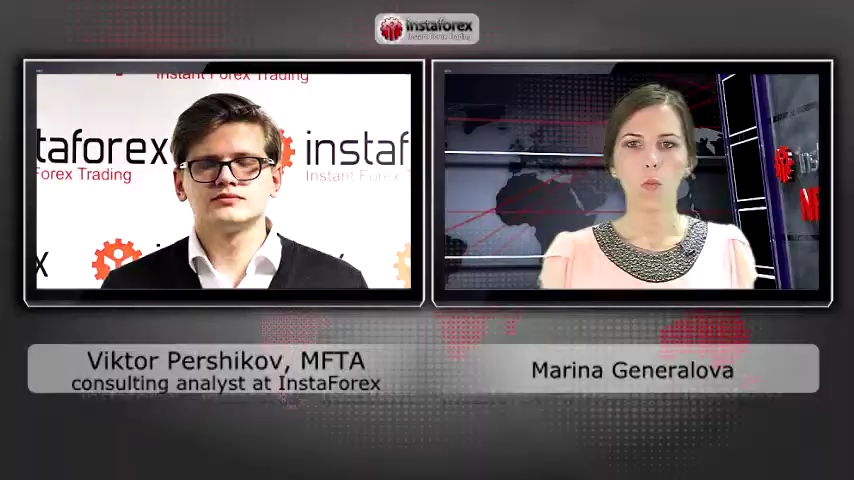 instaforex
Instant Forex Trading
Instant Forex Trading
taforex
Forex Trading
instaf
Instant Forex
Viktor Pershikov, MFTA
consulting analyst at InstaForex
Marina Generalova